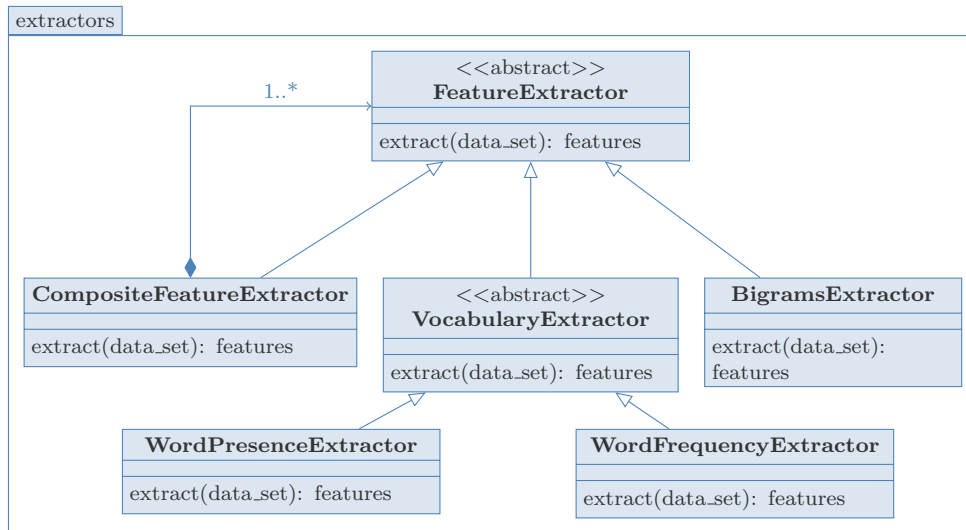 extractors
<<abstract>>
FeatureExtractor
extract(data_set): features
1..*
CompositeFeatureExtractor
extract(data_set): features
<<abstract>>
VocabularyExtractor
extract(data_set): features
BigramsExtractor
extract(data_set):
features
WordPresenceExtractor
extract(data_set): features
WordFrequencyExtractor
extract(data_set): features